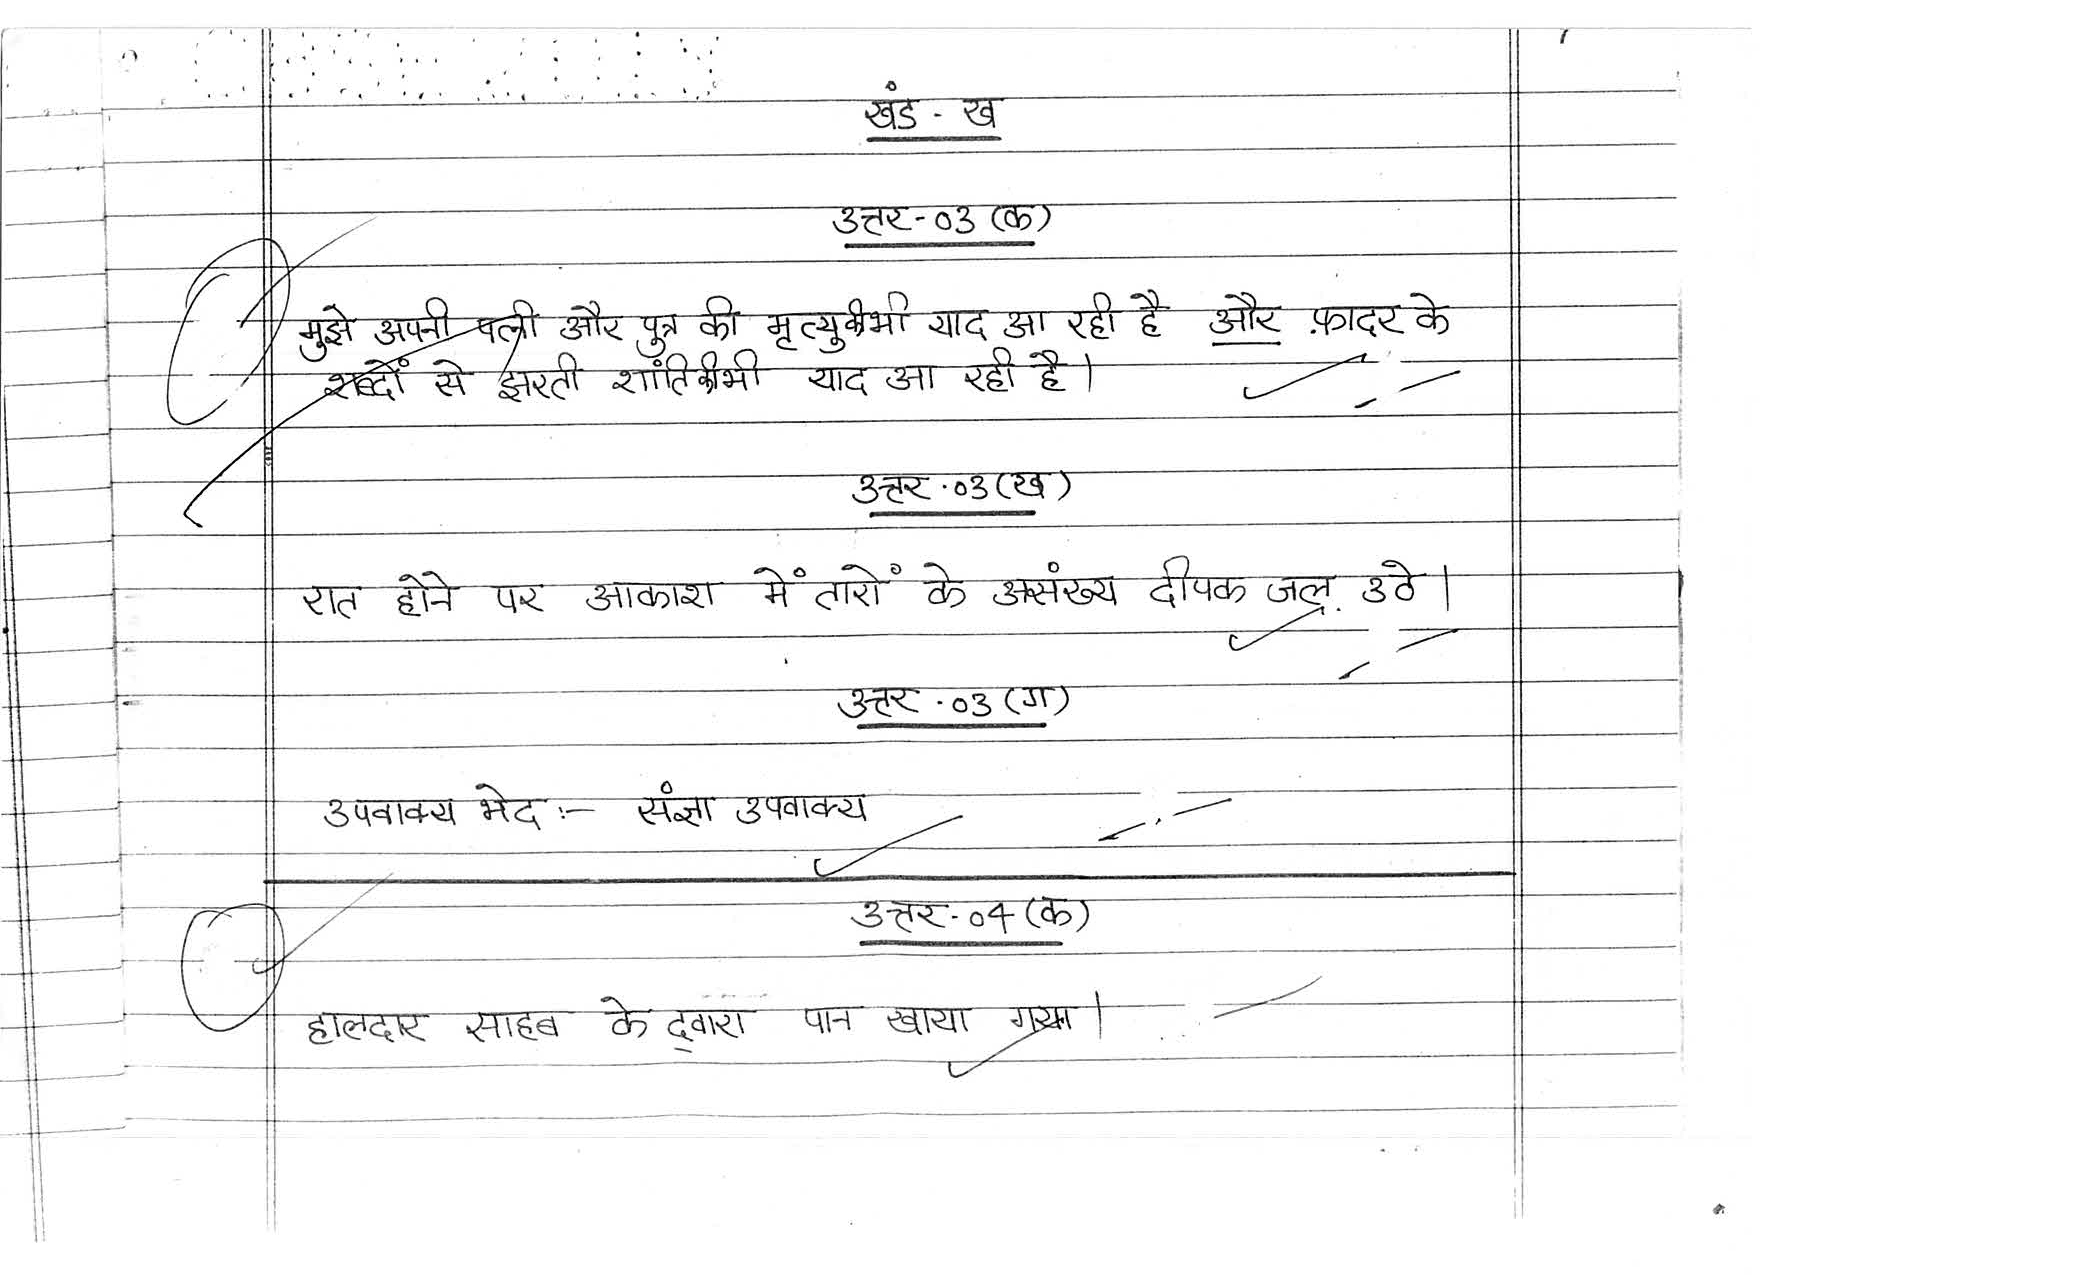 खंड - ख
उत्तर-03 (क)
मुझे अपनी पत्नी और पुत्र की मृत्यु की भी याद आ रही है और फ़ादर के
शब्दों से झरती शांति की भी याद आ रही है।
उत्तर-03 (ख)
रात होने पर आकाश में तारों के असंख्य दीपक जल उठे।
उत्तर-03 (ग)
उपवाक्य भेद :- संज्ञा उपवाक्य
उत्तर-04 (क)
हालदार साहब के द्वारा पान खाया गया।